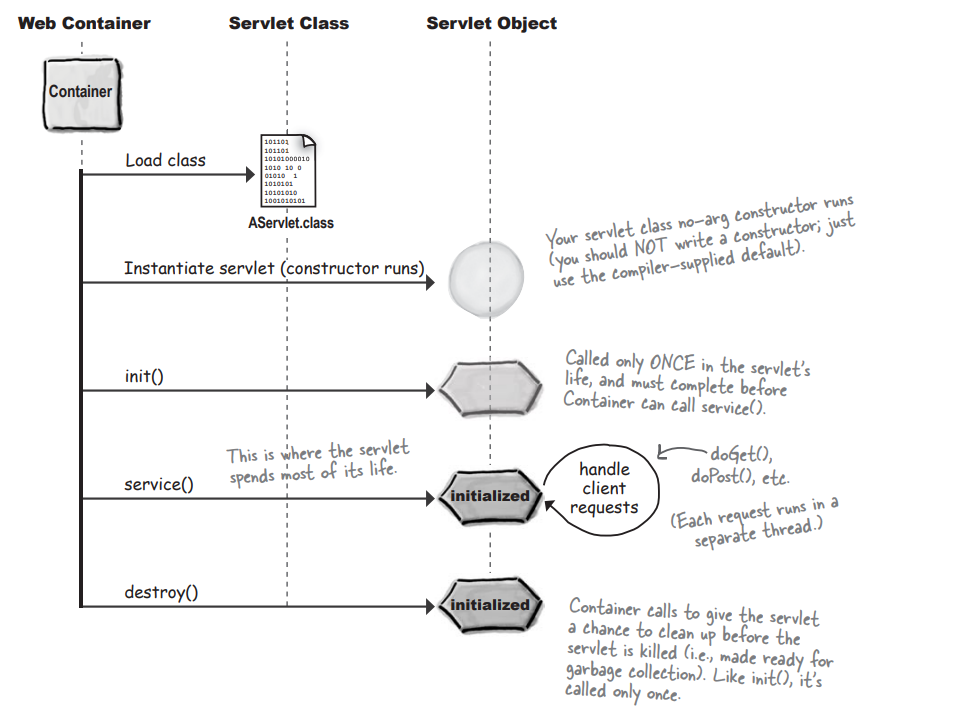 Web Container
Servlet Class
Servlet Object
Container
101101
101101
10101000010
1010 10 0
01010 1
1010101
10101010
1001010101
Load class
AServlet.class
Your servlet class no-arg constructor runs
(you should NOT write a constructor; just
use the compiler-supplied default).
Instantiate servlet (constructor runs)
init()
Called only ONCE in the servlet's
life, and must complete before
Container can call service().
This is where the servlet
spends most of its life.
service()
initialized
handle
client
requests
doGet(),
doPost(), etc.
(Each request runs in a
separate thread.)
destroy()
initialized
Container calls to give the servlet
a chance to clean up before the
servlet is killed (i.e., made ready for
garbage collection). Like init(), it's
called only once.